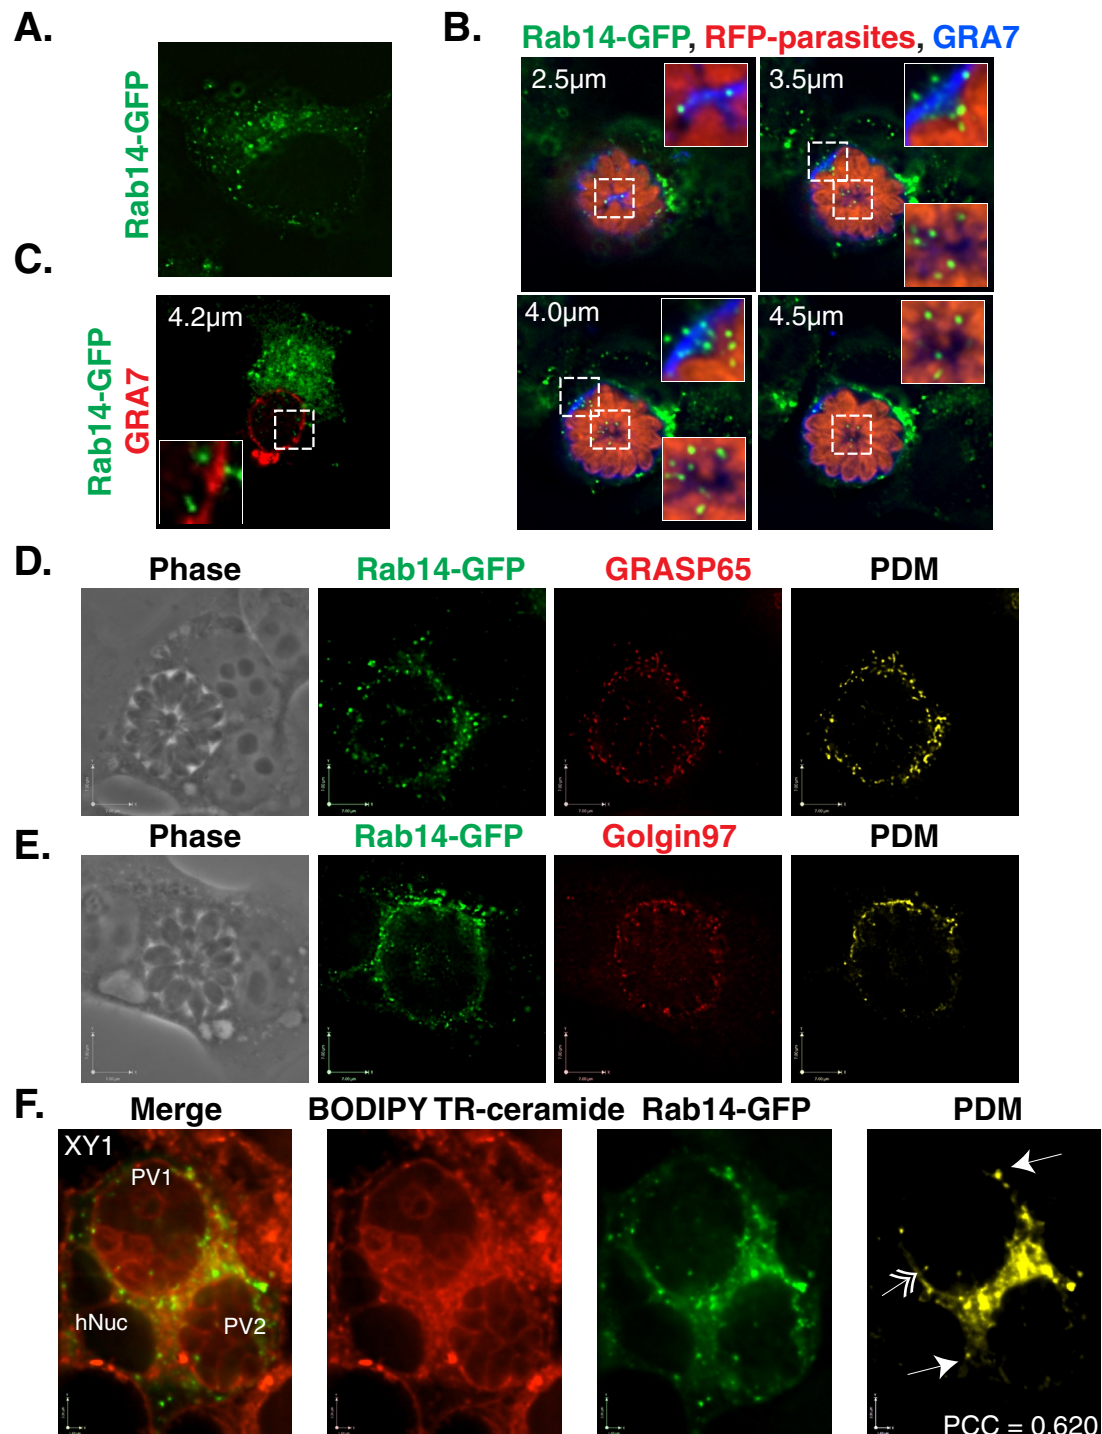 A.
Rab14-GFP
B.
Rab14-GFP, RFP-parasites, GRA7
2.5µm
3.5µm
4.0µm
4.5µm
C.
Rab14-GFP
GRA7
4.2µm
D.
Phase
Rab14-GFP
GRASP65
PDM
E.
Phase
Rab14-GFP
Golgin97
PDM
F.
Merge
BODIPY TR-ceramide
Rab14-GFP
PDM
XY1
PV1
hNuc
PV2
PCC = 0.620